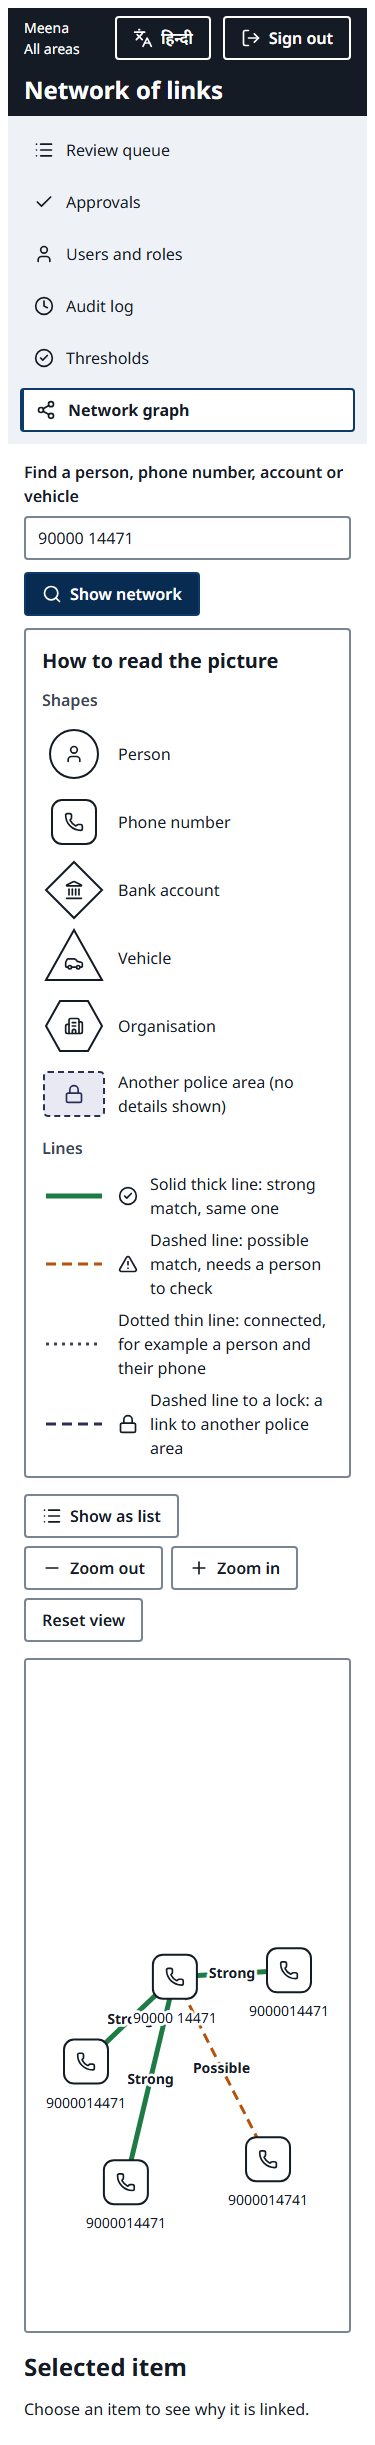 Meena
All areas
हिन्दी
Sign out
Network of links
Review queue
Approvals
Users and roles
Audit log
Thresholds
Network graph
Find a person, phone number, account or
vehicle
90000 14471
Show network
How to read the picture
Shapes
Person
Phone number
Bank account
Vehicle
Organisation
Another police area (no
details shown)
Lines
Solid thick line: strong
match, same one
Dashed line: possible
match, needs a person
to check
Dotted thin line: connected,
for example a person and
their phone
Dashed line to a lock: a
link to another police
area
Show as list
Zoom out
Zoom in
Reset view
Strong
9000014471
90000 14471
Possible
Strong
9000014471
9000014741
9000014471
Selected item
Choose an item to see why it is linked.